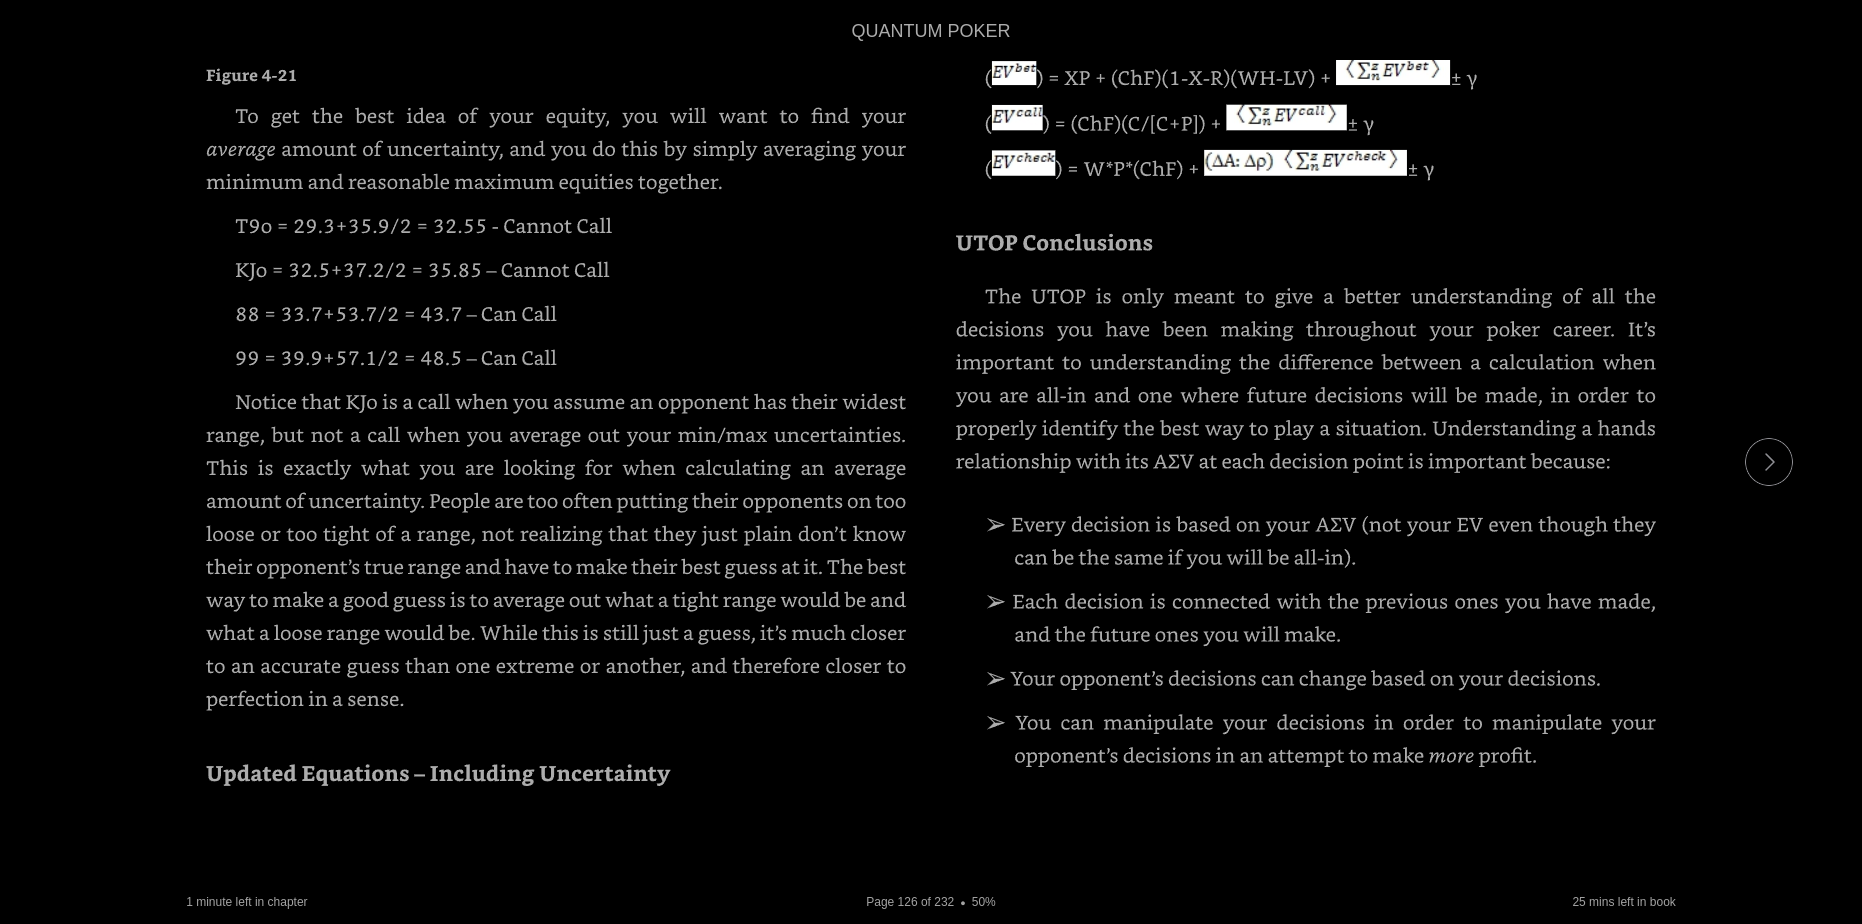 QUANTUM POKER
Figure 4-21
To get the best idea of your equity, you will want to find your
average amount of uncertainty, and you do this by simply averaging your
minimum and reasonable maximum equities together.
T9o = 29.3+35.9/2 = 32.55 - Cannot Call
KJo = 32.5+37.2/2 = 35.85 – Cannot Call
88 = 33.7+53.7/2 = 43.7 – Can Call
99 = 39.9+57.1/2 = 48.5 – Can Call
Notice that KJo is a call when you assume an opponent has their widest
range, but not a call when you average out your min/max uncertainties.
This is exactly what you are looking for when calculating an average
amount of uncertainty. People are too often putting their opponents on too
loose or too tight of a range, not realizing that they just plain don’t know
their opponent’s true range and have to make their best guess at it. The best
way to make a good guess is to average out what a tight range would be and
what a loose range would be. While this is still just a guess, it’s much closer
to an accurate guess than one extreme or another, and therefore closer to
perfection in a sense.
Updated Equations – Including Uncertainty
(EV^bet) = XP + (ChF)(1-X-R)(WH-LV) + ⟨∑_n^z EV^bet⟩ ± γ
(EV^call) = (ChF)(C/[C+P]) + ⟨∑_n^z EV^call⟩ ± γ
(EV^check) = W*P*(ChF) + (ΔA: Δρ) ⟨∑_n^z EV^check⟩ ± γ
UTOP Conclusions
The UTOP is only meant to give a better understanding of all the
decisions you have been making throughout your poker career. It’s
important to understanding the difference between a calculation when
you are all-in and one where future decisions will be made, in order to
properly identify the best way to play a situation. Understanding a hands
relationship with its AΣV at each decision point is important because:
➢ Every decision is based on your AΣV (not your EV even though they
can be the same if you will be all-in).
➢ Each decision is connected with the previous ones you have made,
and the future ones you will make.
➢ Your opponent’s decisions can change based on your decisions.
➢ You can manipulate your decisions in order to manipulate your
opponent’s decisions in an attempt to make more profit.
1 minute left in chapter
Page 126 of 232 • 50%
25 mins left in book